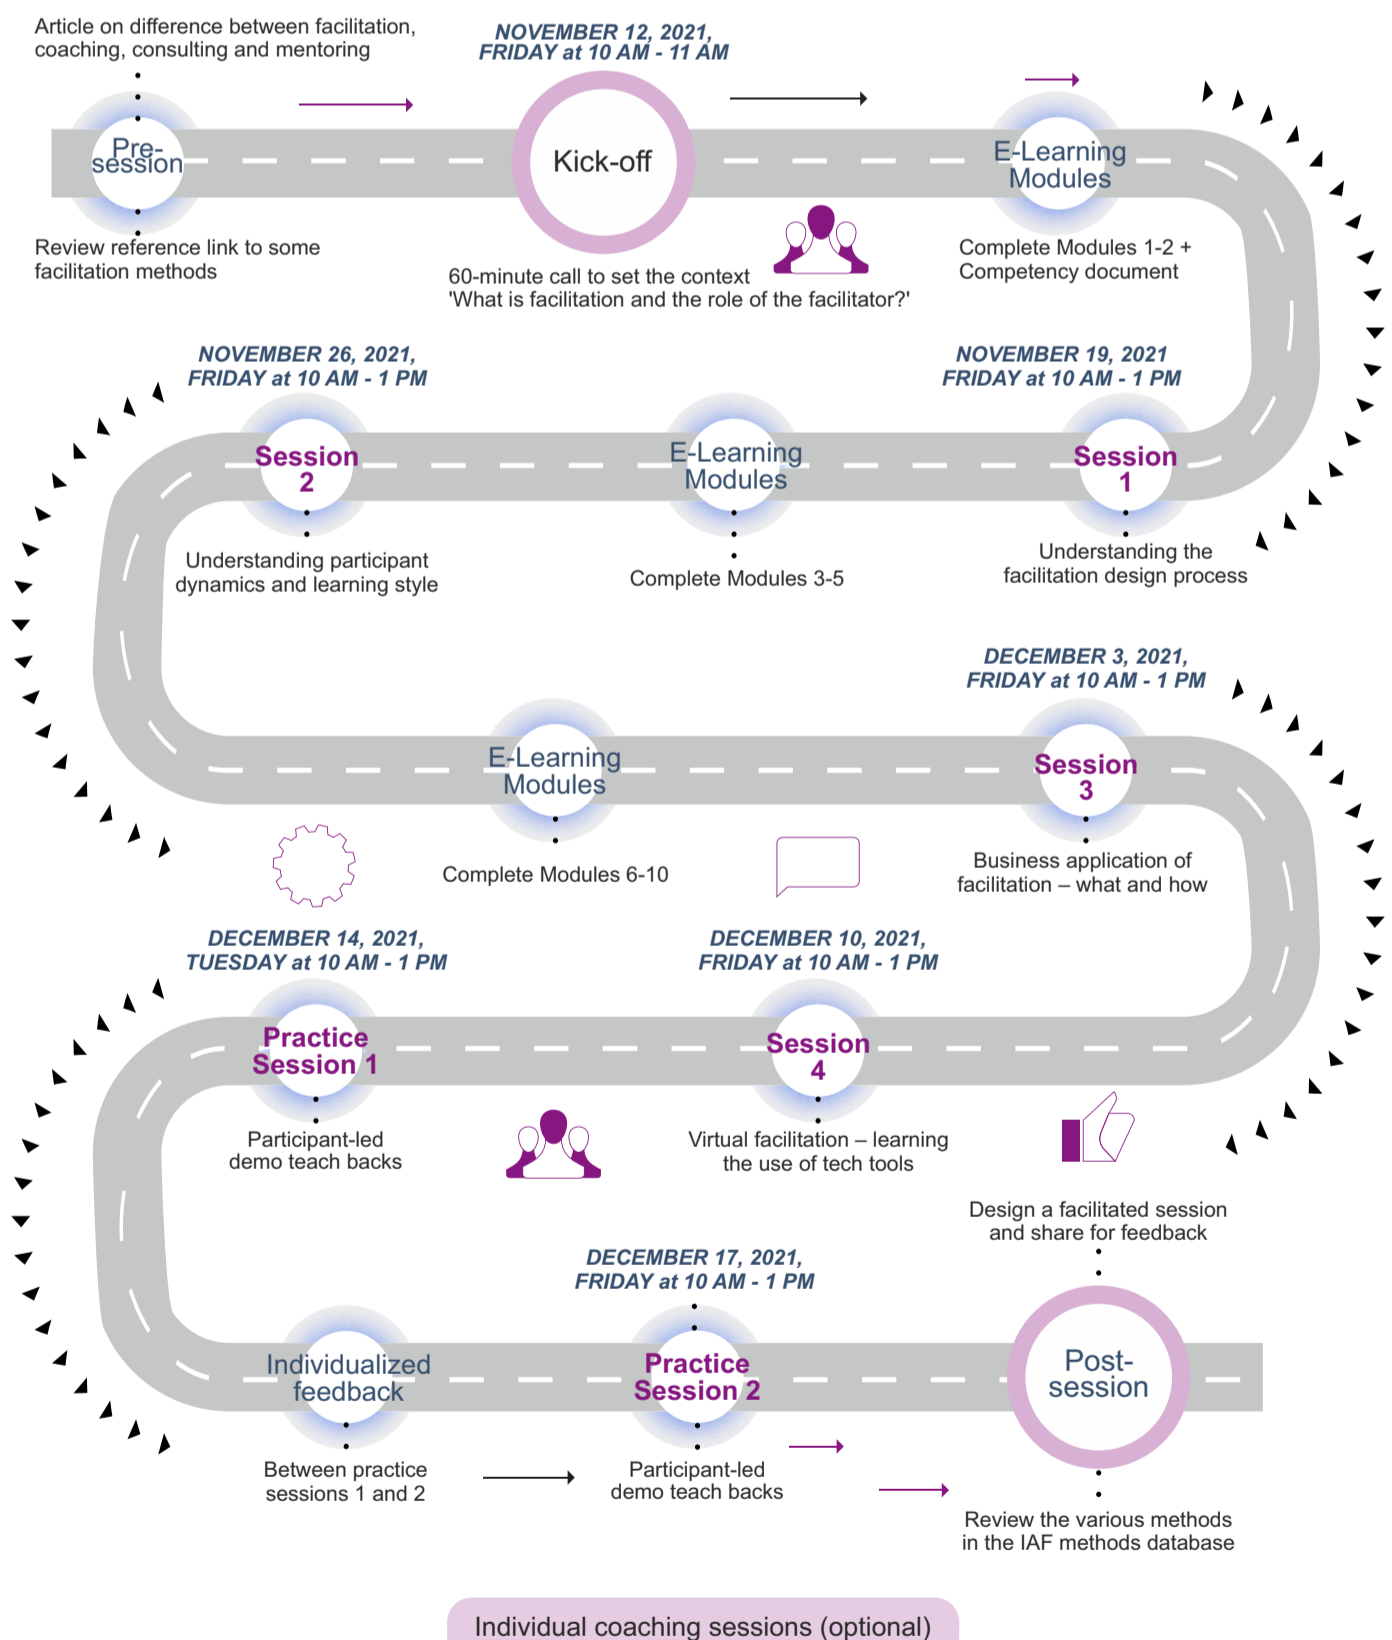 Article on difference between facilitation,
coaching, consulting and mentoring
Pre-
session
Review reference link to some
facilitation methods
NOVEMBER 12, 2021,
FRIDAY at 10 AM - 11 AM
Kick-off
60-minute call to set the context
'What is facilitation and the role of the facilitator?'
E-Learning
Modules
Complete Modules 1-2 +
Competency document
NOVEMBER 19, 2021
FRIDAY at 10 AM - 1 PM
Session
1
Understanding the
facilitation design process
E-Learning
Modules
Complete Modules 3-5
NOVEMBER 26, 2021,
FRIDAY at 10 AM - 1 PM
Session
2
Understanding participant
dynamics and learning style
E-Learning
Modules
Complete Modules 6-10
DECEMBER 3, 2021,
FRIDAY at 10 AM - 1 PM
Session
3
Business application of
facilitation – what and how
DECEMBER 10, 2021,
FRIDAY at 10 AM - 1 PM
Session
4
Virtual facilitation – learning
the use of tech tools
DECEMBER 14, 2021,
TUESDAY at 10 AM - 1 PM
Practice
Session 1
Participant-led
demo teach backs
Individualized
feedback
Between practice
sessions 1 and 2
DECEMBER 17, 2021,
FRIDAY at 10 AM - 1 PM
Practice
Session 2
Participant-led
demo teach backs
Design a facilitated session
and share for feedback
Post-
session
Review the various methods
in the IAF methods database
Individual coaching sessions (optional)